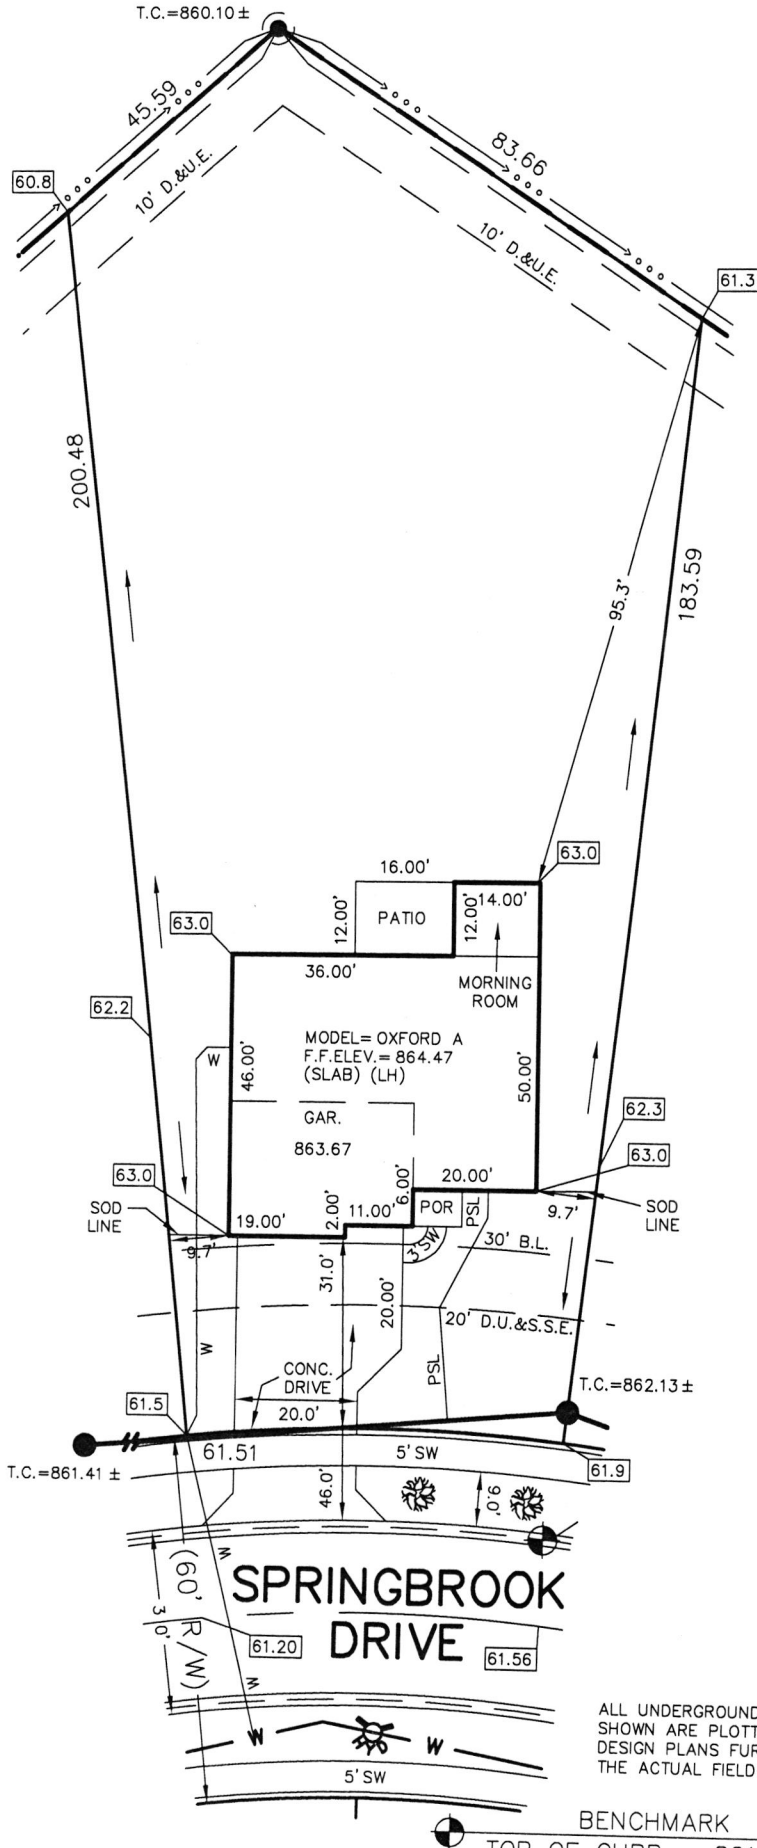 T.C.=860.10±
45.59
83.66
60.8
10' D.&U.E.
10' D.&U.E.
61.3
200.48
183.59
95.3'
16.00'
63.0
12.00'
PATIO
12.00'
14.00'
63.0
36.00'
MORNING
ROOM
62.2
W
46.00'
MODEL= OXFORD A
F.F.ELEV.= 864.47
(SLAB) (LH)
50.00'
GAR.
863.67
62.3
63.0
63.0
20.00'
6.00'
SOD
LINE
19.00'
2.00'
11.00'
POR
PSL
9.7'
SOD
LINE
9.7'
3'SW
30' B.L.
31.0'
20.00'
20' D.U.&S.S.E.
W
CONC.
DRIVE
PSL
T.C.=862.13±
61.5
20.0'
T.C.=861.41 ±
61.51
5'SW
61.9
46.0'
9.0'
W
SPRINGBROOK
DRIVE
(60' R/W)
61.20
61.56
W
ALL UNDERGROUND
SHOWN ARE PLOTT
DESIGN PLANS FUR
THE ACTUAL FIELD
W
HYD
W
5'SW
BENCHMARK